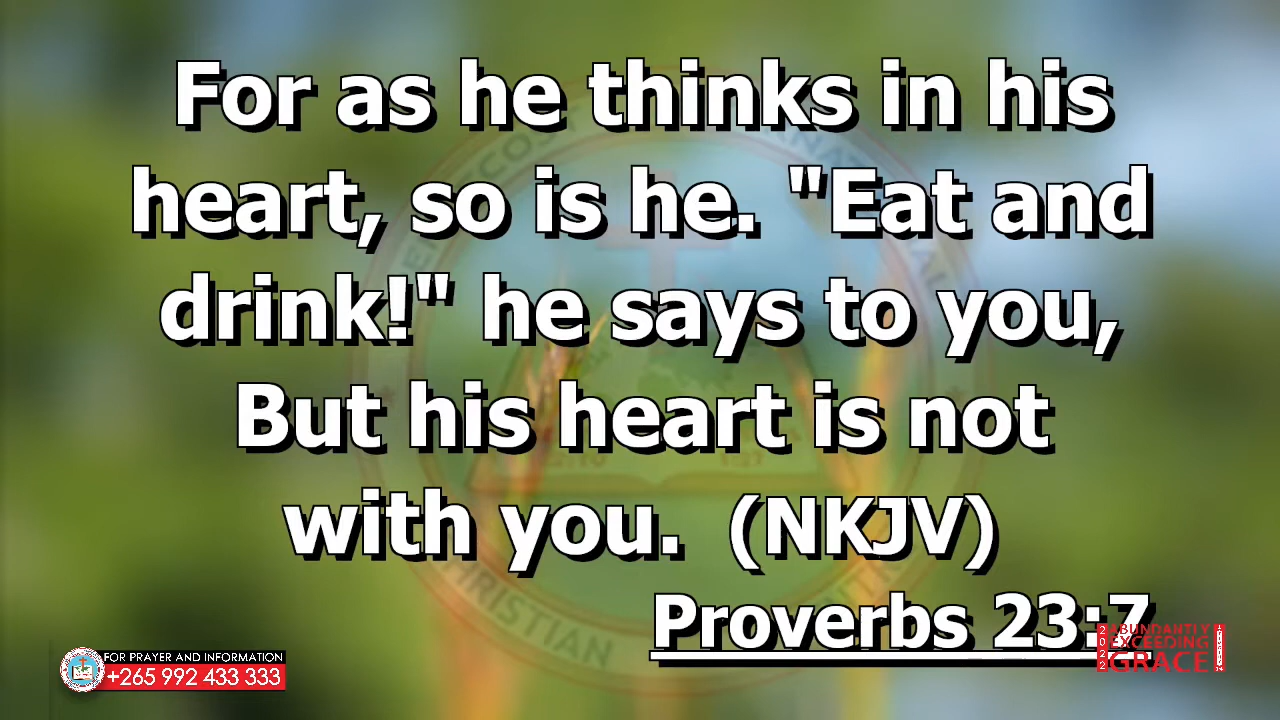 For as he thinks in his
heart, so is he. "Eat and
drink!" he says to you,
But his heart is not
with you. (NKJV)
Proverbs 23:7
FOR PRAYER AND INFORMATION
+265 992 433 333
2022
ABUNDANTLY
EXCEEDING
GRACE
CHRISTIAN